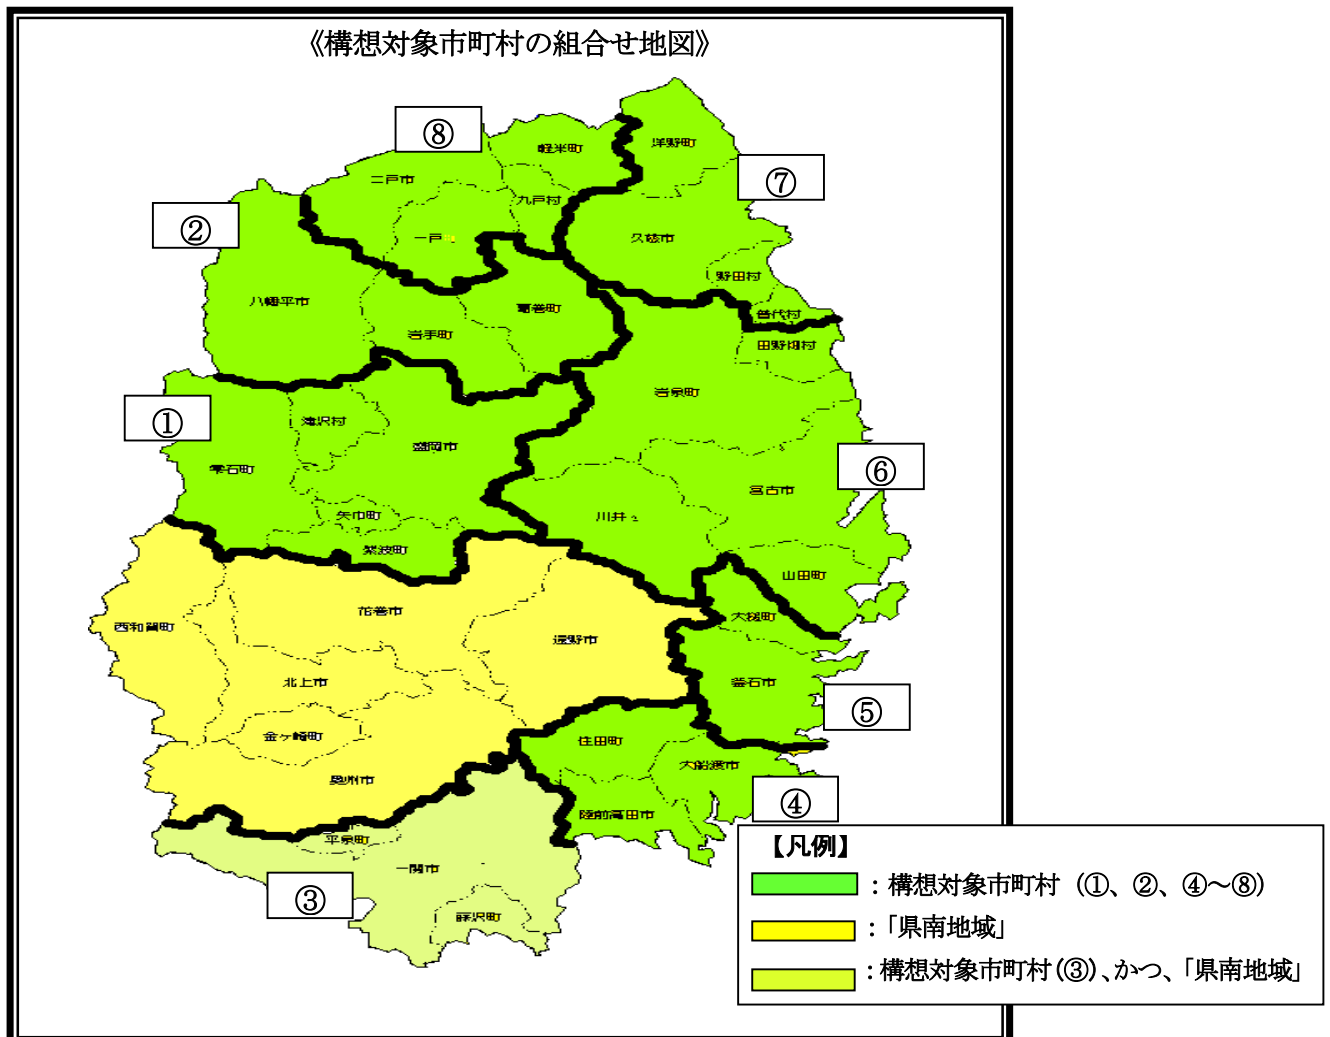 《構想対象市町村の組合せ地図》
⑧
軽米町
洋野町
二戸市
⑦
九戸村
②
一戸
久慈市
野田村
八幡平市
葛巻町
普代村
岩手町
田野畑村
岩泉町
①
滝沢村
盛岡市
雫石町
⑥
宮古市
矢巾町
川井
紫波町
山田町
花巻市
大槌町
西和賀町
遠野市
北上市
釜石市
⑤
金ヶ崎町
住田町
大船渡市
奥州市
④
陸前高田市
平泉町
一関市
③
藤沢町
【凡例】
：構想対象市町村（①、②、④～⑧）
：「県南地域」
：構想対象市町村（③）、かつ、「県南地域」